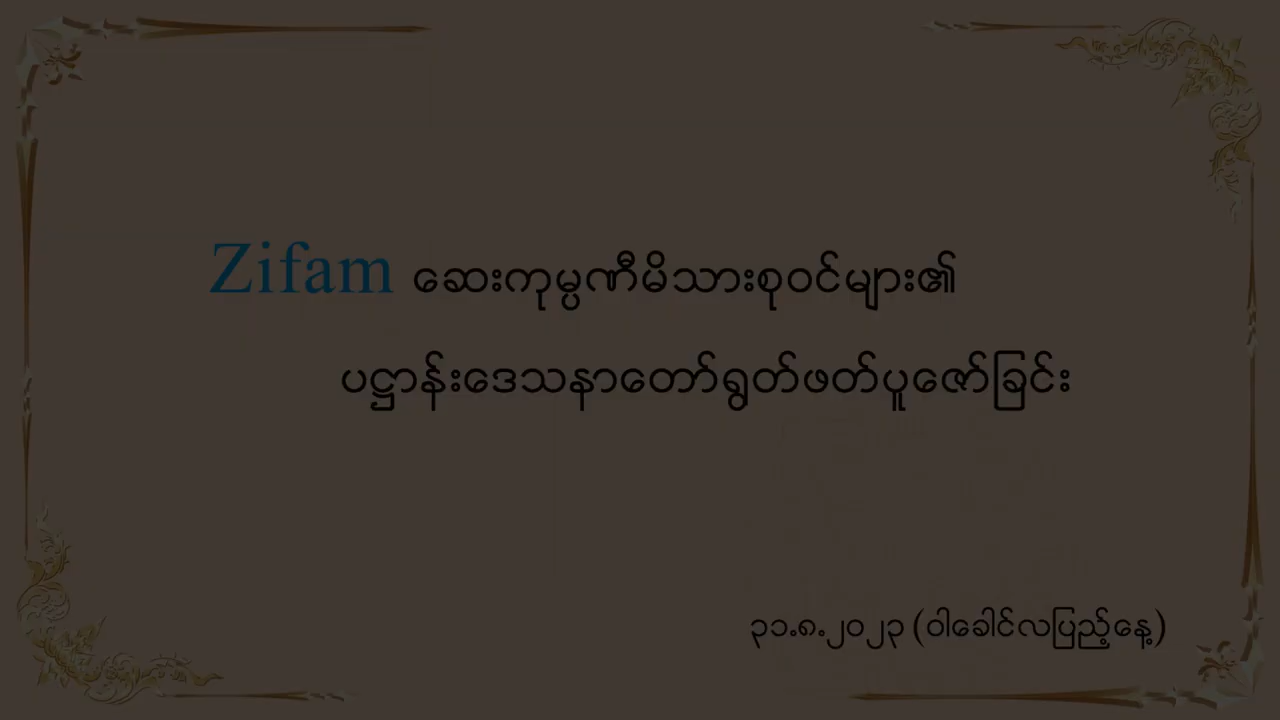 Zifam ဆေးကုမ္ပဏီမိသားစုဝင်များ၏
ပဋ္ဌာန်းဒေသနာတော်ရွတ်ဖတ်ပူဇော်ခြင်း
၃၁.၈.၂၀၂၃ (ဝါခေါင်လပြည့်နေ့)